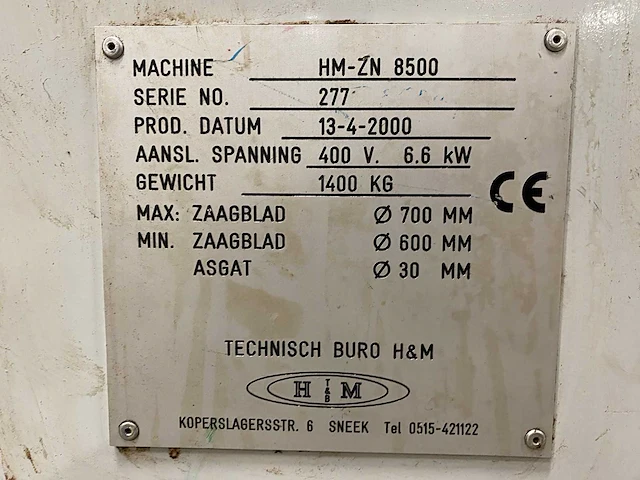 MACHINE HM-ZN 8500
SERIE NO. 277
PROD. DATUM 13-4-2000
AANSL. SPANNING 400 V. 6.6 kW
GEWICHT 1400 KG
CE
MAX: ZAAGBLAD Ø 700 MM
MIN. ZAAGBLAD Ø 600 MM
ASGAT Ø 30 MM
TECHNISCH BURO H&M
H T&B M
KOPERSLAGERSSTR. 6 SNEEK Tel 0515-421122